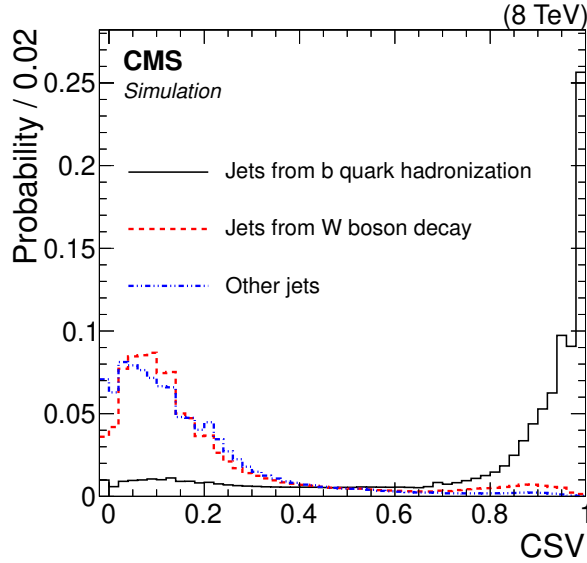 (8 TeV)
CMS
Simulation
Probability / 0.02
0.25
0.2
0.15
0.1
0.05
0
Jets from b quark hadronization
Jets from W boson decay
Other jets
0 0.2 0.4 0.6 0.8 1
CSV